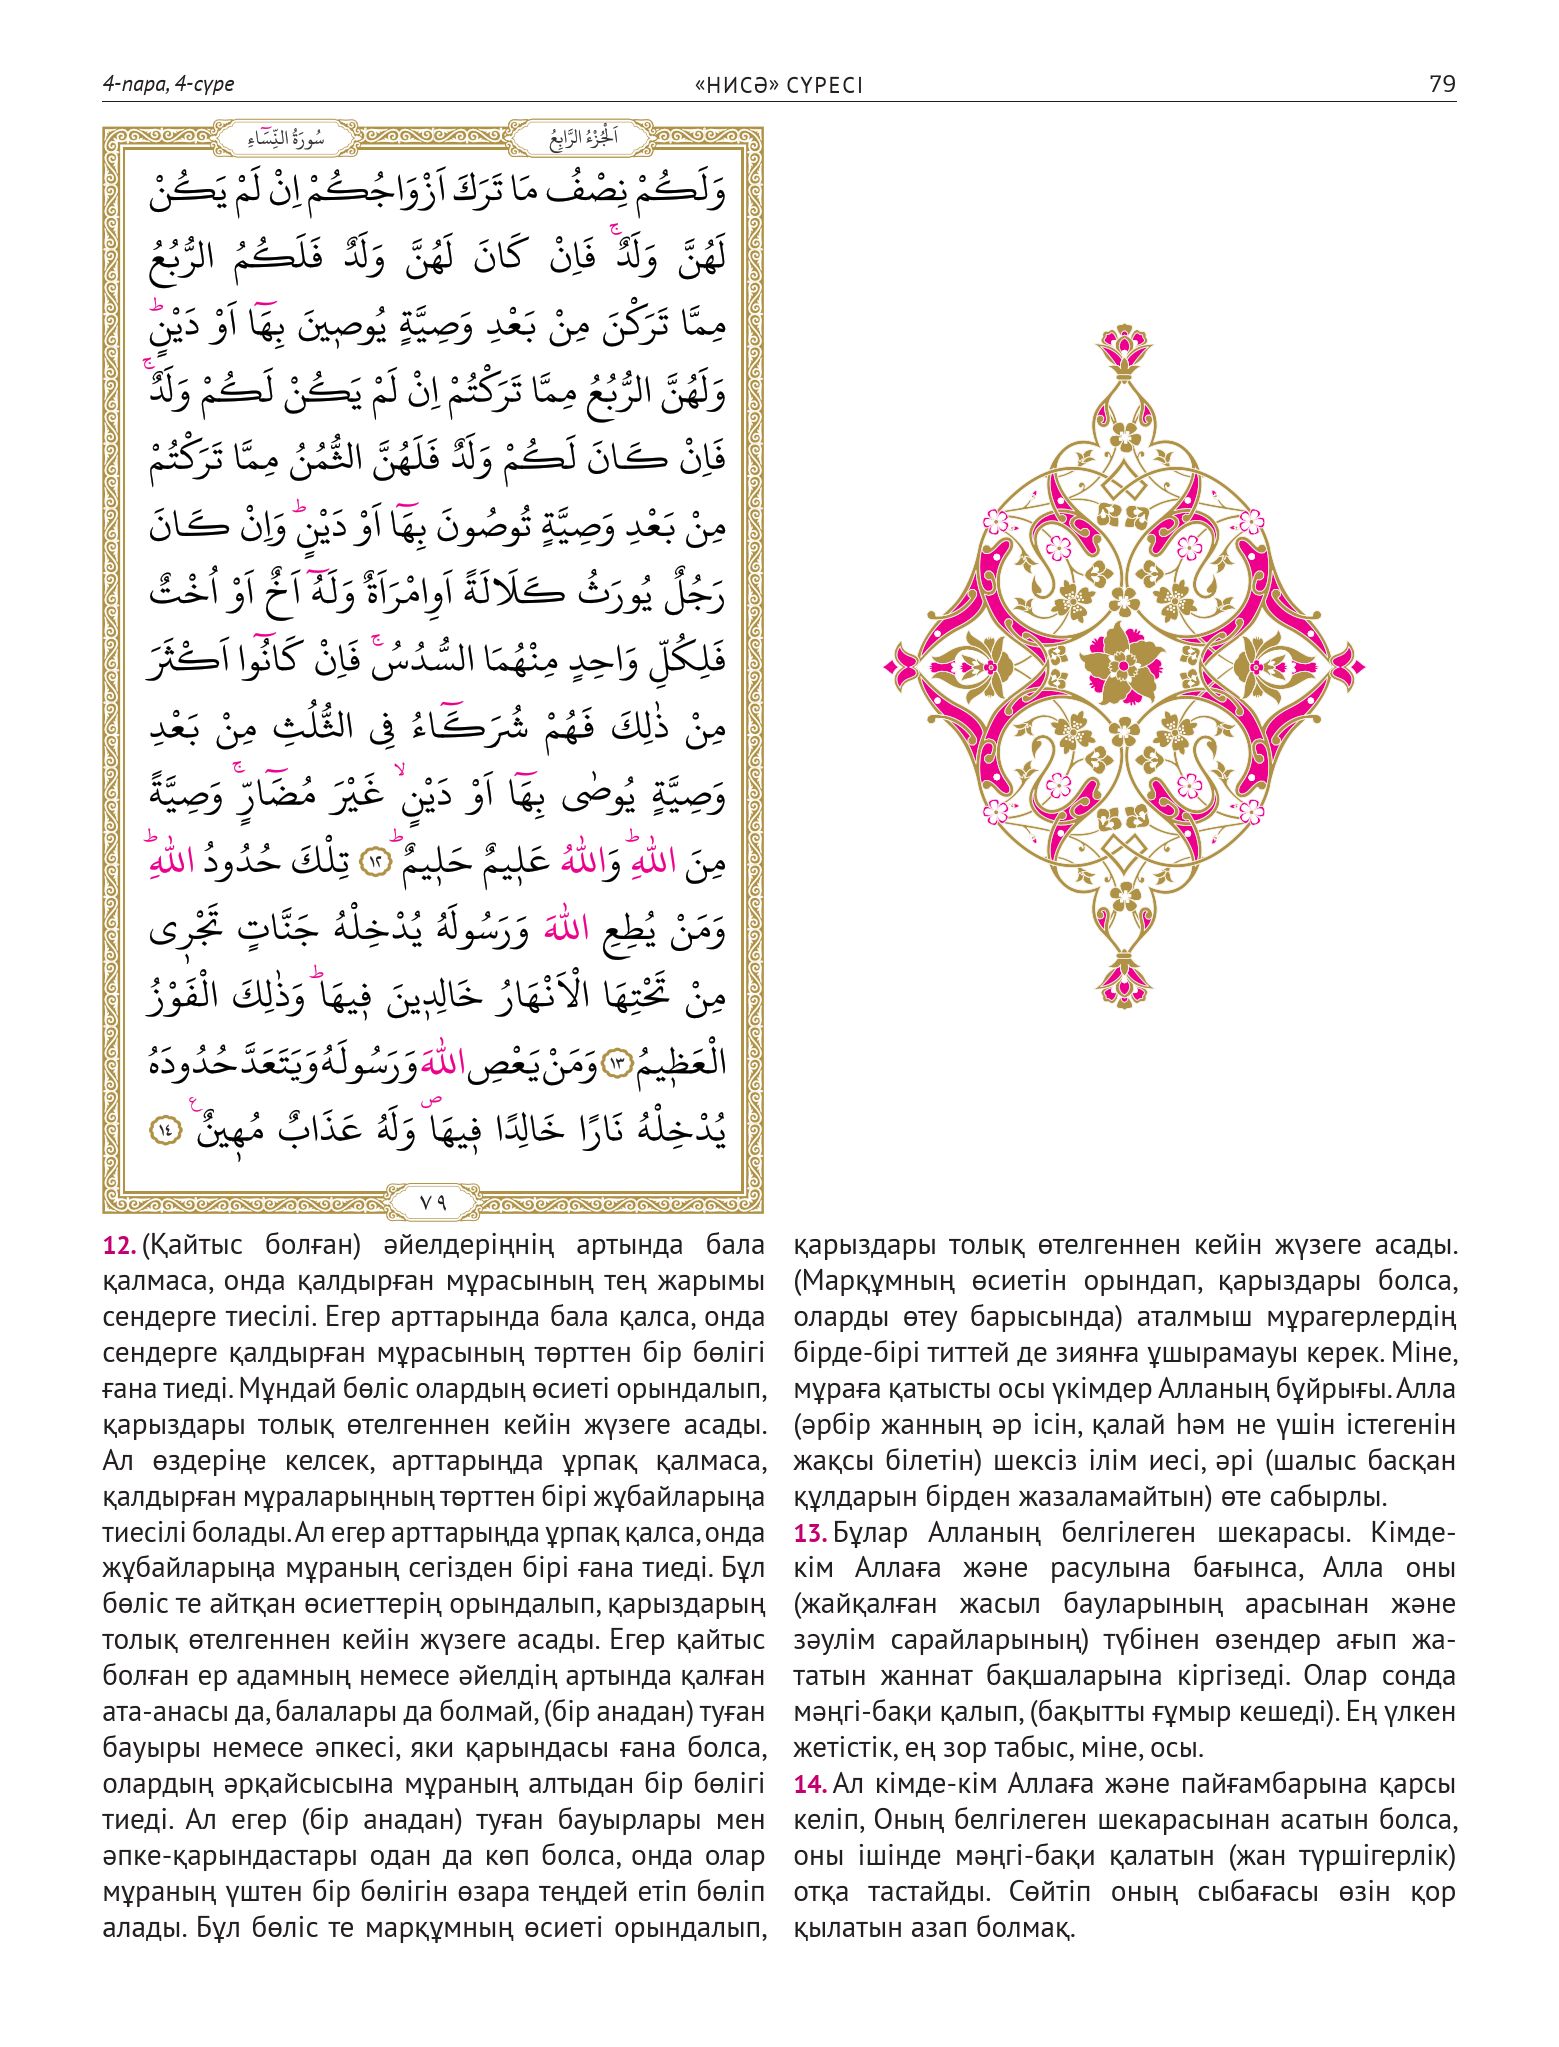 4-пара, 4-сүре
«НИСӘ» СҮРЕСІ
79
اَلْجُزْءُ الرَّابِعُ
سُورَةُ النِّسَٓاءِ
وَلَكُمْ نِصْفُ مَا تَرَكَ اَزْوَاجُكُمْ اِنْ لَمْ يَكُنْ
لَهُنَّ وَلَدٌۚ فَاِنْ كَانَ لَهُنَّ وَلَدٌ فَلَكُمُ الرُّبُعُ
مِمَّا تَرَكْنَ مِنْ بَعْدِ وَصِيَّةٍ يُوص۪ينَ بِهَٓا اَوْ دَيْنٍۜ
وَلَهُنَّ الرُّبُعُ مِمَّا تَرَكْتُمْ اِنْ لَمْ يَكُنْ لَكُمْ وَلَدٌۚ
فَاِنْ كَانَ لَكُمْ وَلَدٌ فَلَهُنَّ الثُّمُنُ مِمَّا تَرَكْتُمْ
مِنْ بَعْدِ وَصِيَّةٍ تُوصُونَ بِهَٓا اَوْ دَيْنٍۜ وَاِنْ كَانَ
رَجُلٌ يُورَثُ كَلَالَةً اَوِامْرَاَةٌ وَلَهُٓ اَخٌ اَوْ اُخْتٌ
فَلِكُلِّ وَاحِدٍ مِنْهُمَا السُّدُسُۚ فَاِنْ كَانُٓوا اَكْثَرَ
مِنْ ذٰلِكَ فَهُمْ شُرَكَٓاءُ فِي الثُّلُثِ مِنْ بَعْدِ
وَصِيَّةٍ يُوصٰى بِهَٓا اَوْ دَيْنٍۙ غَيْرَ مُضَٓارٍّۚ وَصِيَّةً
مِنَ اللّٰهِۜ وَاللّٰهُ عَل۪يمٌ حَل۪يمٌۜ ﴿١٢﴾ تِلْكَ حُدُودُ اللّٰهِۜ
وَمَنْ يُطِعِ اللّٰهَ وَرَسُولَهُ يُدْخِلْهُ جَنَّاتٍ تَجْر۪ي
مِنْ تَحْتِهَا الْاَنْهَارُ خَالِد۪ينَ ف۪يهَاۜ وَذٰلِكَ الْفَوْزُ
الْعَظ۪يمُ ﴿١٣﴾ وَمَنْ يَعْصِ اللّٰهَ وَرَسُولَهُ وَيَتَعَدَّ حُدُودَهُ
يُدْخِلْهُ نَارًا خَالِدًا ف۪يهَاۖ وَلَهُ عَذَابٌ مُه۪ينٌ۟ ﴿١٤﴾
٧٩
12. (Қайтыс болған) әйелдеріңнің артында бала
қалмаса, онда қалдырған мұрасының тең жарымы
сендерге тиесілі. Егер арттарында бала қалса, онда
сендерге қалдырған мұрасының төрттен бір бөлігі
ғана тиеді. Мұндай бөліс олардың өсиеті орындалып,
қарыздары толық өтелгеннен кейін жүзеге асады.
Ал өздеріңе келсек, арттарыңда ұрпақ қалмаса,
қалдырған мұраларыңның төрттен бірі жұбайларыңа
тиесілі болады. Ал егер арттарыңда ұрпақ қалса, онда
жұбайларыңа мұраның сегізден бірі ғана тиеді. Бұл
бөліс те айтқан өсиеттерің орындалып, қарыздарың
толық өтелгеннен кейін жүзеге асады. Егер қайтыс
болған ер адамның немесе әйелдің артында қалған
ата-анасы да, балалары да болмай, (бір анадан) туған
бауыры немесе әпкесі, яки қарындасы ғана болса,
олардың әрқайсысына мұраның алтыдан бір бөлігі
тиеді. Ал егер (бір анадан) туған бауырлары мен
әпке-қарындастары одан да көп болса, онда олар
мұраның үштен бір бөлігін өзара теңдей етіп бөліп
алады. Бұл бөліс те марқұмның өсиеті орындалып,
қарыздары толық өтелгеннен кейін жүзеге асады.
(Марқұмның өсиетін орындап, қарыздары болса,
оларды өтеу барысында) аталмыш мұрагерлердің
бірде-бірі титтей де зиянға ұшырамауы керек. Міне,
мұраға қатысты осы үкімдер Алланың бұйрығы. Алла
(әрбір жанның әр ісін, қалай һәм не үшін істегенін
жақсы білетін) шексіз ілім иесі, әрі (шалыс басқан
құлдарын бірден жазаламайтын) өте сабырлы.
13. Бұлар Алланың белгілеген шекарасы. Кімде-
кім Аллаға және расулына бағынса, Алла оны
(жайқалған жасыл бауларының арасынан және
зәулім сарайларының) түбінен өзендер ағып жа-
татын жаннат бақшаларына кіргізеді. Олар сонда
мәңгі-бақи қалып, (бақытты ғұмыр кешеді). Ең үлкен
жетістік, ең зор табыс, міне, осы.
14. Ал кімде-кім Аллаға және пайғамбарына қарсы
келіп, Оның белгілеген шекарасынан асатын болса,
оны ішінде мәңгі-бақи қалатын (жан түршігерлік)
отқа тастайды. Сөйтіп оның сыбағасы өзін қор
қылатын азап болмақ.